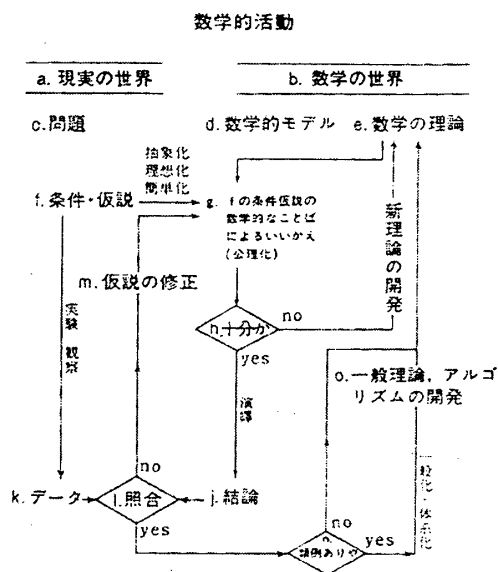 数学的活動
a. 現実の世界
b. 数学の世界
c.問題
d.数学的モデル
e.数学の理論
抽象化
理想化
簡単化
f.条件・仮説
g. fの条件仮説の
数学的なことば
によるいいかえ
(公理化)
新理論の開発
m.仮説の修正
実験 観察
h.十分か
no
yes
o.一般理論,アルゴ
リズムの開発
演繹
no
k.データ
l.照合
j.結論
yes
no
n.
類例ありや
yes
一般化・体系化